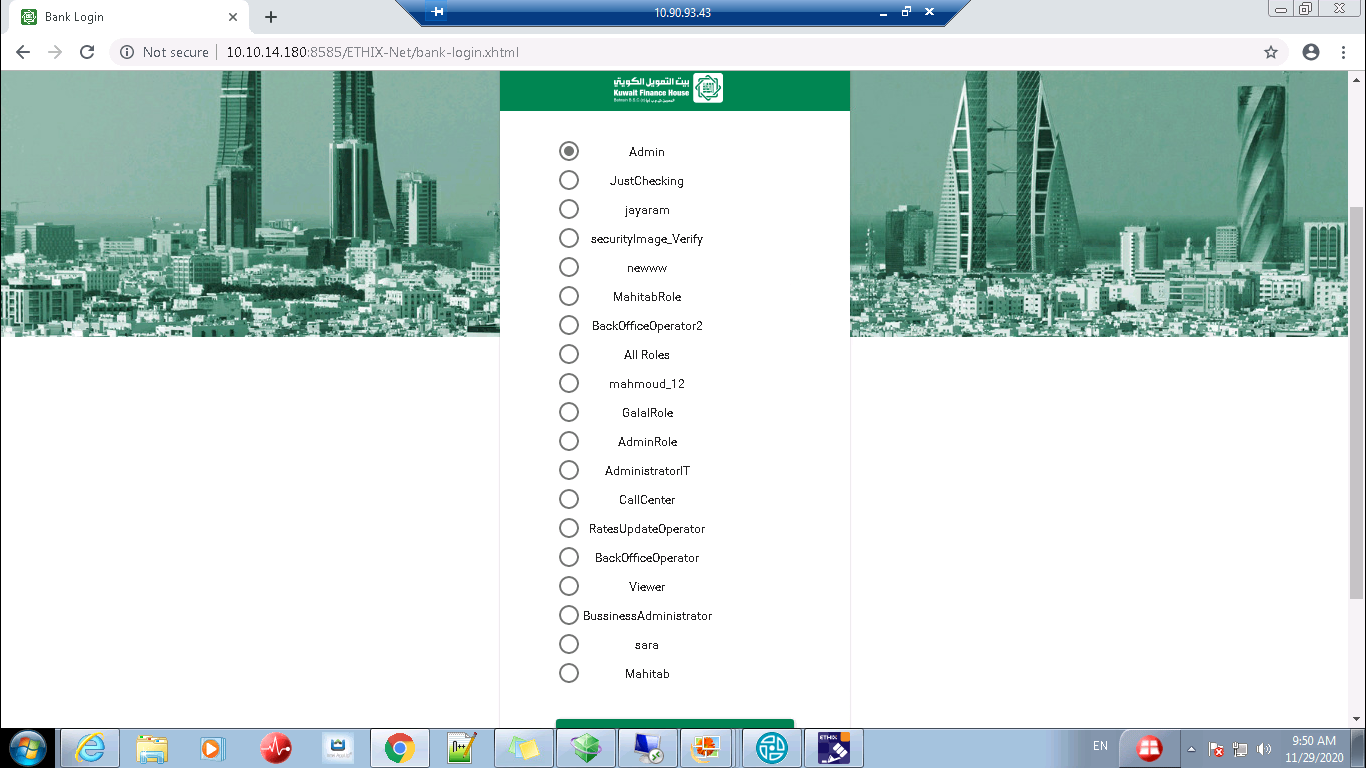 Bank Login
10.90.93.43
Not secure
10.10.14.180:8585/ETHIX-Net/bank-login.xhtml
بيت التمويل الكويتي
Kuwait Finance House
Admin
JustChecking
jayaram
securityImage_Verify
newww
MahitabRole
BackOfficeOperator2
All Roles
mahmoud_12
GalalRole
AdminRole
AdministratorIT
CallCenter
RatesUpdateOperator
BackOfficeOperator
Viewer
BussinessAdministrator
sara
Mahitab
EN
9:50 AM
11/29/2020
ETHIX